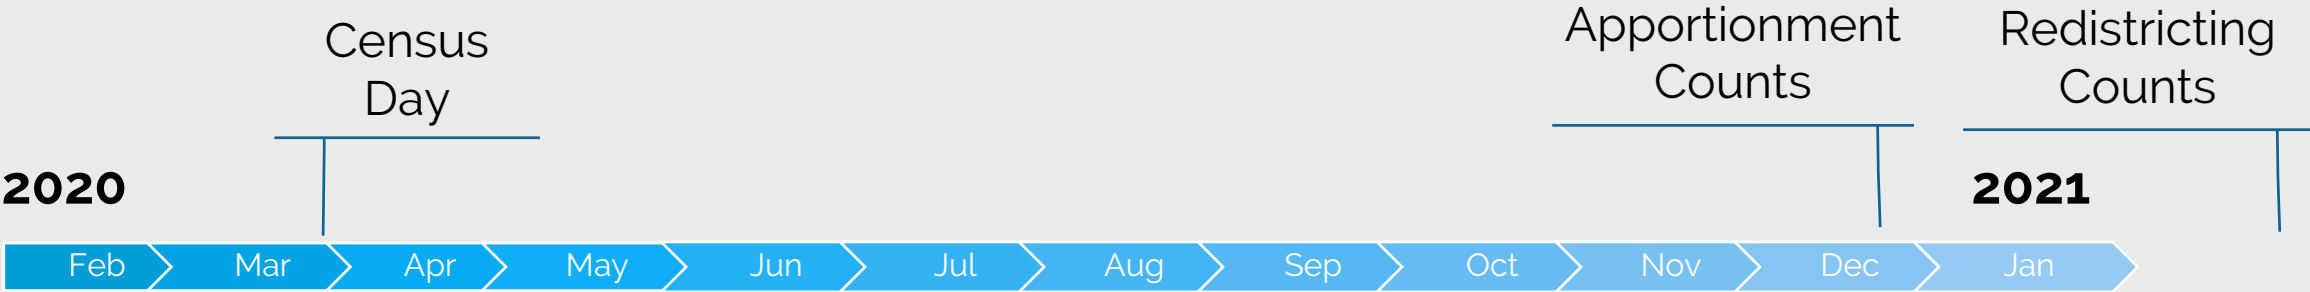 Census
Day
Apportionment
Counts
Redistricting
Counts
2020
2021
Feb
Mar
Apr
May
Jun
Jul
Aug
Sep
Oct
Nov
Dec
Jan